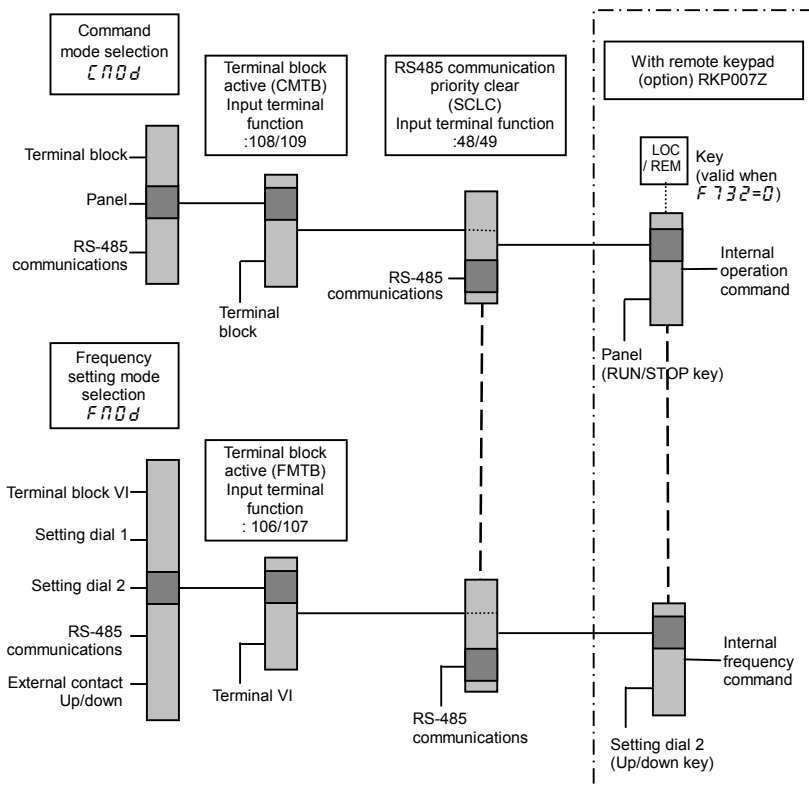 Command
mode selection
CMOd
Terminal block
active (CMTB)
Input terminal
function
:108/109
RS485 communication
priority clear
(SCLC)
Input terminal function
:48/49
With remote keypad
(option) RKP007Z
LOC
/ REM
Key
(valid when
F732=0)
Terminal block
Panel
RS-485
communications
Terminal
block
RS-485
communications
Internal
operation
command
Panel
(RUN/STOP key)
Frequency
setting mode
selection
FMOd
Terminal block
active (FMTB)
Input terminal
function
: 106/107
Terminal block VI
Setting dial 1
Setting dial 2
RS-485
communications
External contact
Up/down
Terminal VI
RS-485
communications
Internal
frequency
command
Setting dial 2
(Up/down key)